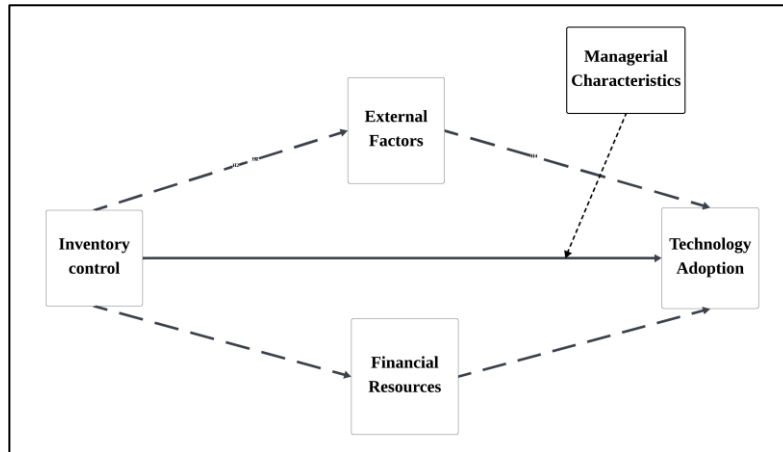 Managerial
Characteristics
External
Factors
Inventory
control
Technology
Adoption
Financial
Resources